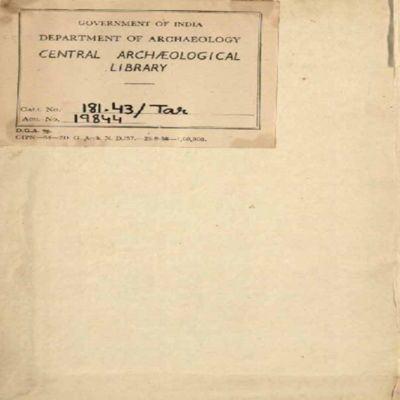 GOVERNMENT OF INDIA
DEPARTMENT OF ARCHAEOLOGY
CENTRAL ARCHÆOLOGICAL
LIBRARY
CALL No. 181.43/Tar
ACC. No. 19844
D.G.A. 79.